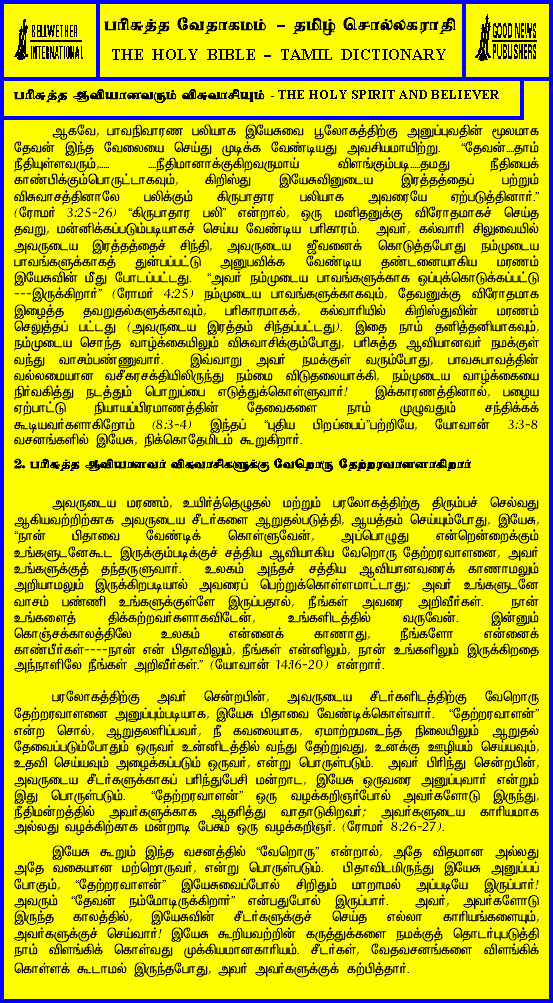 BELLWETHER
INTERNATIONAL
பரிசுத்த வேதாகமம் – தமிழ் சொல்லகராதி
THE HOLY BIBLE – TAMIL DICTIONARY
GOOD NEWS
PUBLISHERS
பரிசுத்த ஆவியானவரும் விசுவாசியும் - THE HOLY SPIRIT AND BELIEVER
ஆகவே, பாவநிவாரண பலியாக இயேசுவை பூலோகத்திற்கு அனுப்புவதின் மூலமாக
தேவன் இந்த வேலையை செய்து முடிக்க வேண்டியது அவசியமாயிற்று. “தேவன்....தாம்
நீதியுள்ளவரும்...... ....நீதிமானாக்குகிறவருமாய் விளங்கும்படி.....தமது நீதியைக்
காண்பிக்கும்பொருட்டாகவும், கிறிஸ்து இயேசுவினுடைய இரத்தத்தைப் பற்றும்
விசுவாசத்தினாலே பலிக்கும் கிருபாதார பலியாக அவரையே ஏற்படுத்தினார்.”
(ரோமர் 3:25-26) “கிருபாதார பலி” என்றால், ஒரு மனிதனுக்கு விரோதமாகச் செய்த
தவறு, மன்னிக்கப்படும்படியாகச் செய்ய வேண்டிய பரிகாரம். அவர், கல்வாரி சிலுவையில்
அவருடைய இரத்தத்தைச் சிந்தி, அவருடைய ஜீவனைக் கொடுத்தபோது நம்முடைய
பாவங்களுக்காகத் துன்பப்பட்டு அனுபவிக்க வேண்டிய தண்டனையாகிய மரணம்
இயேசுவின் மீது போடப்பட்டது. “அவர் நம்முடைய பாவங்களுக்காக ஒப்புக்கொடுக்கப்பட்டு
---இருக்கிறார்” (ரோமர் 4:25) நம்முடைய பாவங்களுக்காகவும், தேவனுக்கு விரோதமாக
இழைத்த தவறுதல்களுக்காவும், பரிகாரமாகக், கல்வாரியில் கிறிஸ்துவின் மரணம்
செலுத்தப் பட்டது (அவருடைய இரத்தம் சிந்தப்பட்டது). இதை நாம் தனித்தனியாகவும்,
நம்முடைய சொந்த வாழ்க்கையிலும் விசுவாசிக்கும்போது, பரிசுத்த ஆவியானவர் நமக்குள்
வந்து வாசம்பண்ணுவார். இவ்வாறு அவர் நமக்குள் வரும்போது, பாவசுபாவத்தின்
வல்லமையான வசீகரசக்தியிலிருந்து நம்மை விடுதலையாக்கி, நம்முடைய வாழ்க்கையை
நிர்வகித்து நடத்தும் பொறுப்பை எடுத்துக்கொள்ளுவார்! இக்காரணத்தினால், பழைய
ஏற்பாட்டு நியாயப்பிரமாணத்தின் தேவைகளை நாம் முழுவதும் சந்திக்கக்
கூடியவர்களாகிறோம் (8:3-4) இந்தப் “புதிய பிறப்பைப்”பற்றியே, யோவான் 3:3-8
வசனங்களில் இயேசு, நிக்கொதேமிடம் கூறுகிறார்.
2. பரிசுத்த ஆவியானவர் விசுவாசிகளுக்கு வேறொரு தேற்றரவாளனாகிறார்
அவருடைய மரணம், உயிர்த்தெழுதல் மற்றும் பரலோகத்திற்கு திரும்பச் செல்வது
ஆகியவற்றிற்காக அவருடைய சீடர்களை ஆறுதல்படுத்தி, ஆயத்தம் செய்யும்போது, இயேசு,
“நான் பிதாவை வேண்டிக் கொள்ளுவேன், அப்பொழுது என்றென்றைக்கும்
உங்களுடனேகூட இருக்கும்படிக்குச் சத்திய ஆவியாகிய வேறொரு தேற்றரவாளனை, அவர்
உங்களுக்குத் தந்தருளுவார். உலகம் அந்தச் சத்திய ஆவியானவரைக் காணாமலும்
அறியாமலும் இருக்கிறபடியால் அவரைப் பெற்றுக்கொள்ளமாட்டாது; அவர் உங்களுடனே
வாசம் பண்ணி உங்களுக்குள்ளே இருப்பதால், நீங்கள் அவரை அறிவீர்கள். நான்
உங்களைத் திக்கற்றவர்களாகவிடேன், உங்களிடத்தில் வருவேன். இன்னும்
கொஞ்சக்காலத்திலே உலகம் என்னைக் காணாது, நீங்களோ என்னைக்
காண்பீர்கள்----நான் என் பிதாவிலும், நீங்கள் என்னிலும், நான் உங்களிலும் இருக்கிறதை
அந்நாளிலே நீங்கள் அறிவீர்கள்.” (யோவான் 14:16-20) என்றார்.
பரலோகத்திற்கு அவர் சென்றபின், அவருடைய சீடர்களிடத்திற்கு வேறொரு
தேற்றரவாளனை அனுப்பும்படியாக, இயேசு பிதாவை வேண்டிக்கொள்வார். “தேற்றரவாளன்”
என்ற சொல், ஆறுதலளிப்பவர், நீ கவலையாக, ஏமாற்றமடைந்த நிலையிலும் ஆறுதல்
தேவைப்படும்போதும் ஒருவர் உன்னிடத்தில் வந்து தேற்றுவது, உனக்கு ஊழியம் செய்யவும்,
உதவி செய்யவும் அழைக்கப்படும் ஒருவர், என்று பொருள்படும். அவர் பிரிந்து சென்றபின்,
அவருடைய சீடர்களுக்காகப் பரிந்துபேசி மன்றாட, இயேசு ஒருவரை அனுப்புவார் என்றும்
இது பொருள்படும். “தேற்றரவாளன்” ஒரு வழக்கறிஞர்போல் அவர்களோடு இருந்து,
நீதிமன்றத்தில் அவர்களுக்காக ஆதரித்து வாதாடுகிறவர்; அவர்களுடைய காரியமாக
அல்லது வழக்கிற்காக மன்றாடி பேசும் ஒரு வழக்கறிஞர். (ரோமர் 8:26-27).
இயேசு கூறும் இந்த வசனத்தில் “வேறொரு” என்றால், அதே விதமான அல்லது
அதே வகையான மற்றொருவர், என்று பொருள்படும். பிதாவிடமிருந்து இயேசு அனுப்பப்
போகும், “தேற்றரவாளன்” இயேசுவைப்போல் சிறிதும் மாறாமல் அப்படியே இருப்பார்!
அவரும் “தேவன் நம்மோடிருக்கிறார்” என்பதுபோல் இருப்பார். அவர், அவர்களோடு
இருந்த காலத்தில், இயேசுவின் சீடர்களுக்குச் செய்த எல்லா காரியங்களையும்,
அவர்களுக்குச் செய்வார்! இயேசு கூறியவற்றின் கருத்துக்களை நமக்குத் தொடர்புபடுத்தி
நாம் விளங்கிக் கொள்வது முக்கியமானகாரியம். சீடர்கள், வேதவசனங்களை விளங்கிக்
கொள்ளக் கூடாமல் இருந்தபோது, அவர் அவர்களுக்குக் கற்பித்தார்.